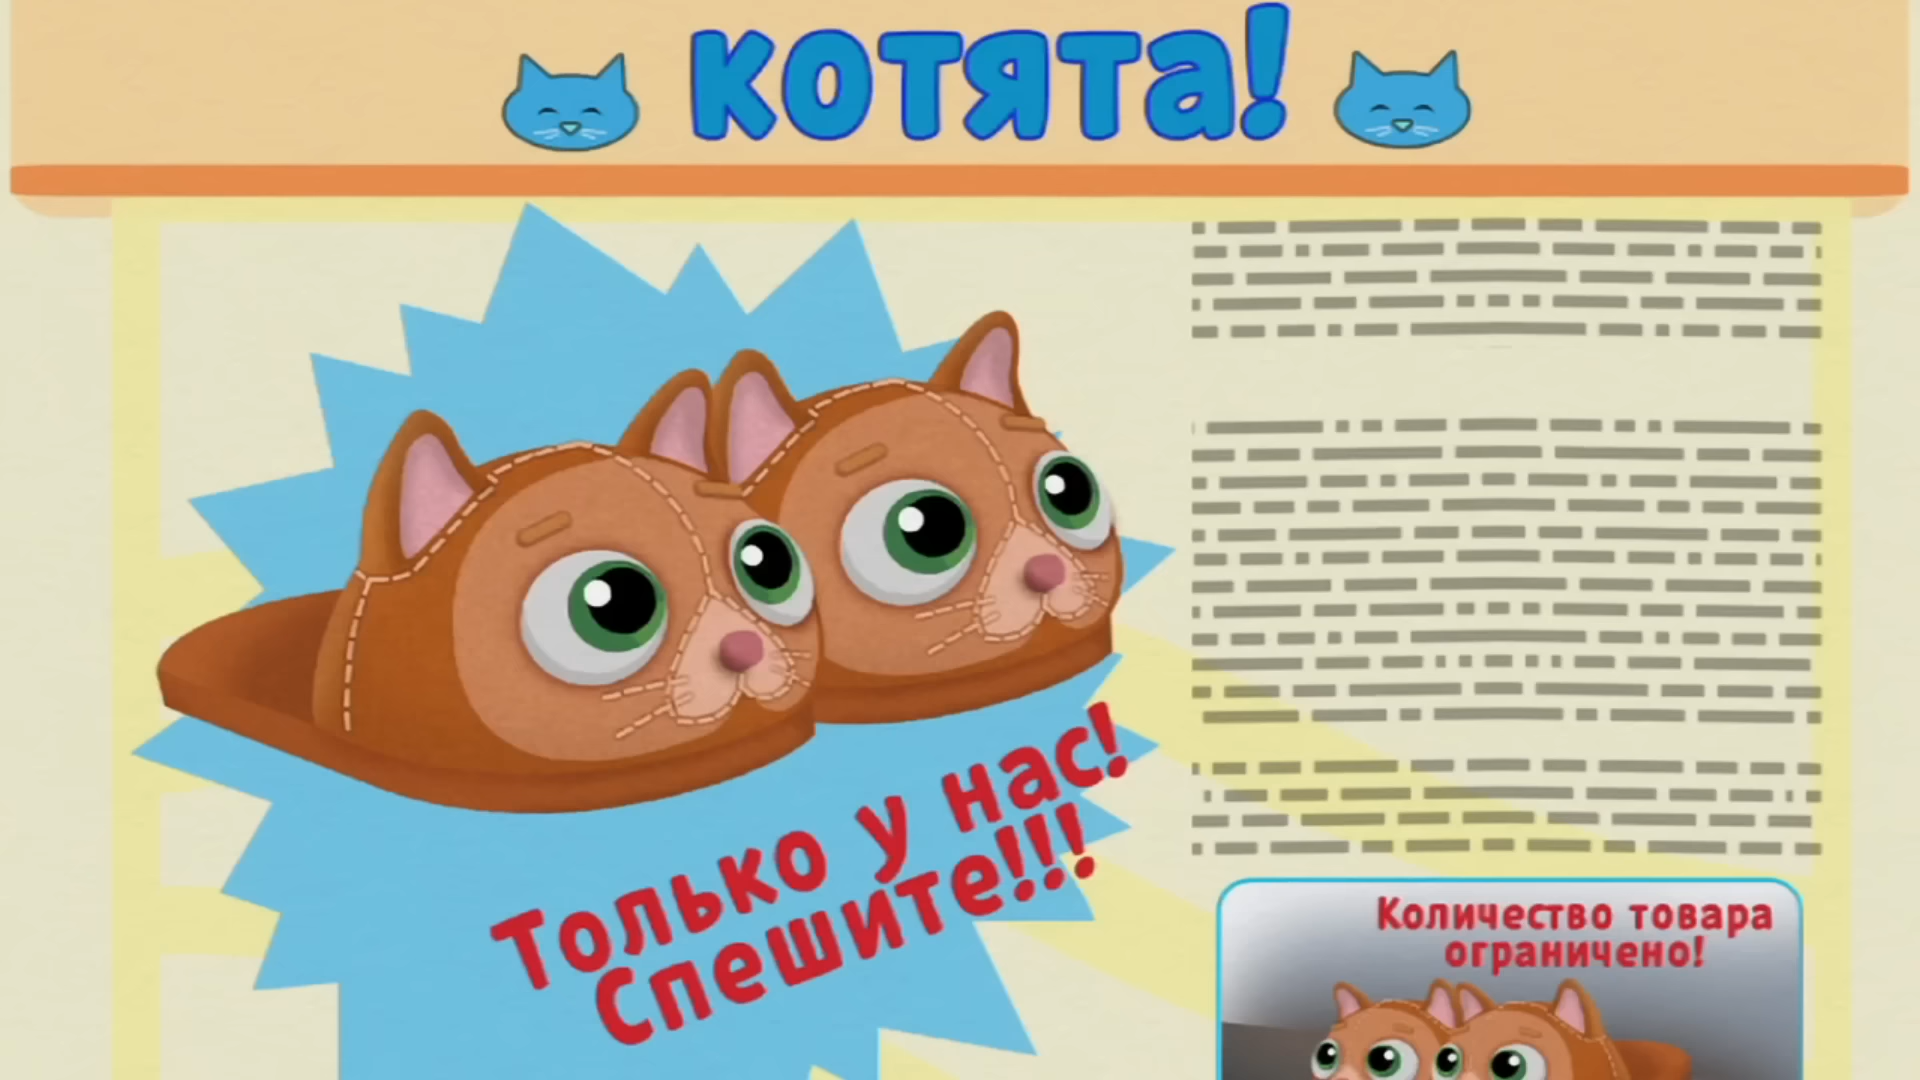 котята!
Только у нас!
Спешите!!!
Количество товара
ограничено!